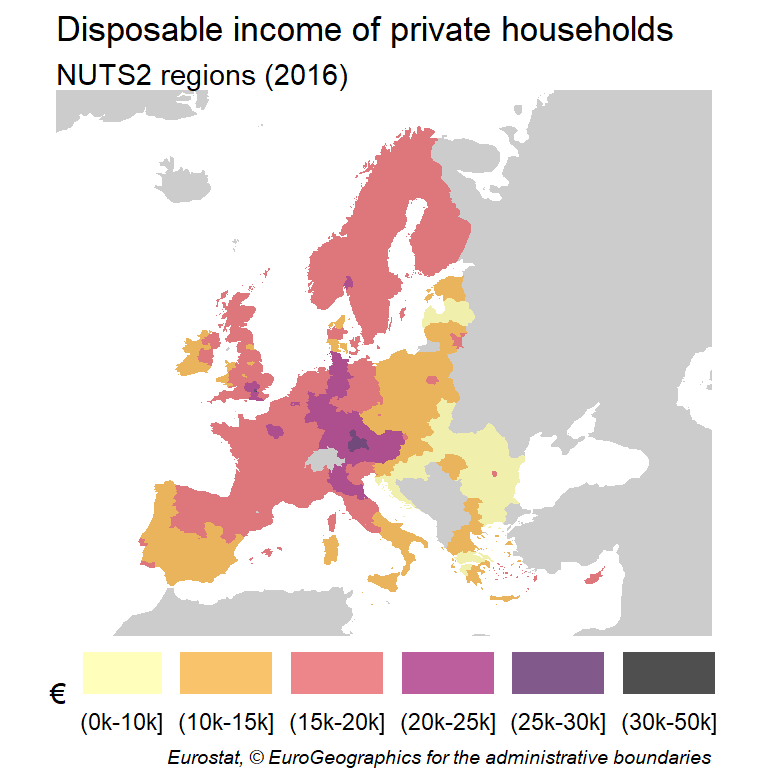 Disposable income of private households
NUTS2 regions (2016)
€
(0k-10k] (10k-15k] (15k-20k] (20k-25k] (25k-30k] (30k-50k]
Eurostat, © EuroGeographics for the administrative boundaries